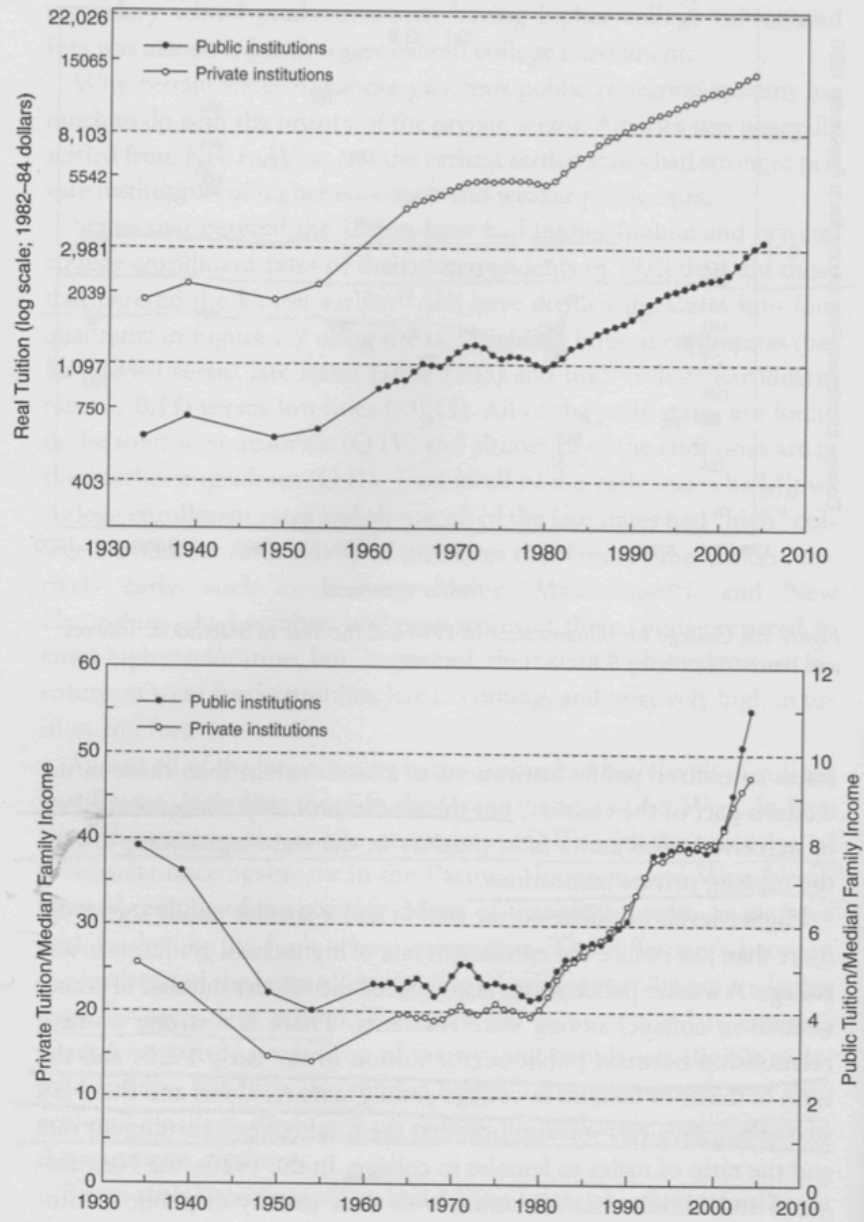 22,026
15065
8,103
5542
2,981
2039
1,097
750
403
Real Tuition (log scale; 1982–84 dollars)
Public institutions
Private institutions
1930 1940 1950 1960 1970 1980 1990 2000 2010
60
50
40
30
20
10
0
Private Tuition/Median Family Income
Public institutions
Private institutions
12
10
8
6
4
2
0
Public Tuition/Median Family Income
1930 1940 1950 1960 1970 1980 1990 2000 2010